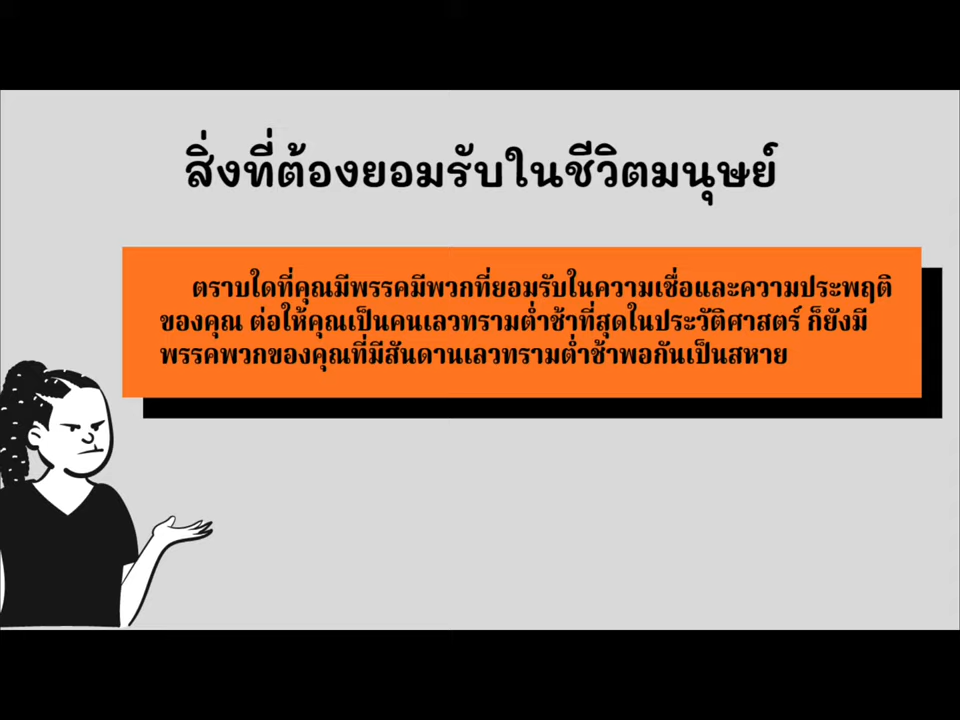 สิ่งที่ต้องยอมรับในชีวิตมนุษย์
ตราบใดที่คุณมีพรรคมีพวกที่ยอมรับในความเชื่อและความประพฤติ
ของคุณ ต่อให้คุณเป็นคนเลวทรามต่ำช้าที่สุดในประวัติศาสตร์ ก็ยังมี
พรรคพวกของคุณที่มีสันดานเลวทรามต่ำช้าพอกันเป็นสหาย